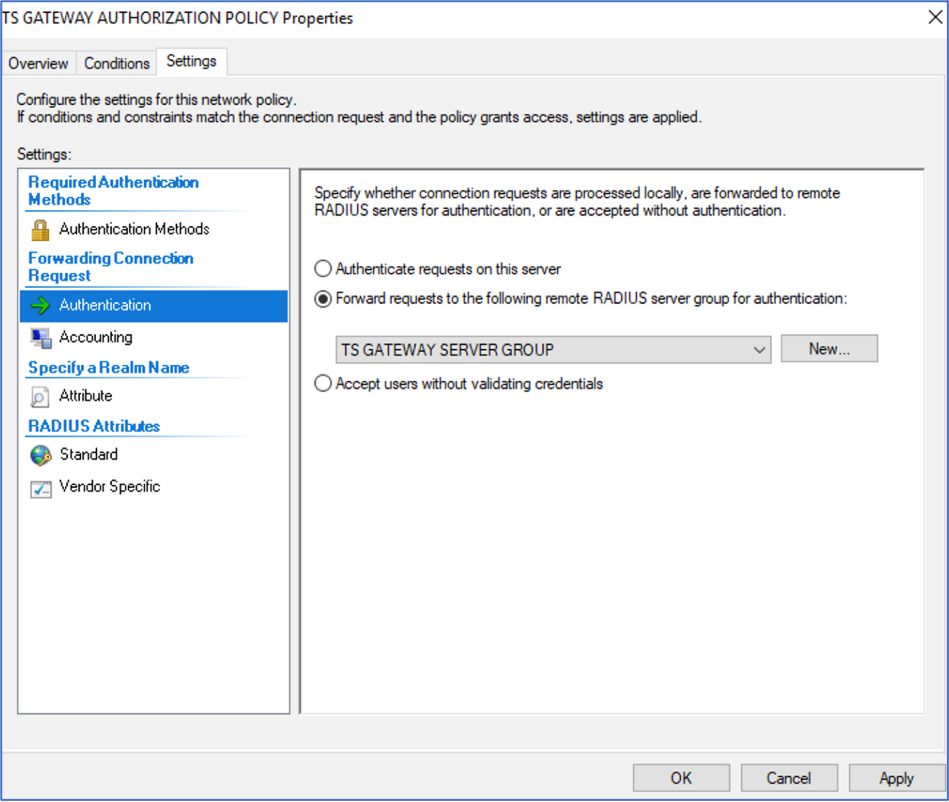 TS GATEWAY AUTHORIZATION POLICY Properties
Overview Conditions Settings
Configure the settings for this network policy.
If conditions and constraints match the connection request and the policy grants access, settings are applied.
Settings:
Required Authentication
Methods
Authentication Methods
Forwarding Connection
Request
Authentication
Accounting
Specify a Realm Name
Attribute
RADIUS Attributes
Standard
Vendor Specific
Specify whether connection requests are processed locally, are forwarded to remote
RADIUS servers for authentication, or are accepted without authentication.
Authenticate requests on this server
Forward requests to the following remote RADIUS server group for authentication:
TS GATEWAY SERVER GROUP New...
Accept users without validating credentials
OK Cancel Apply